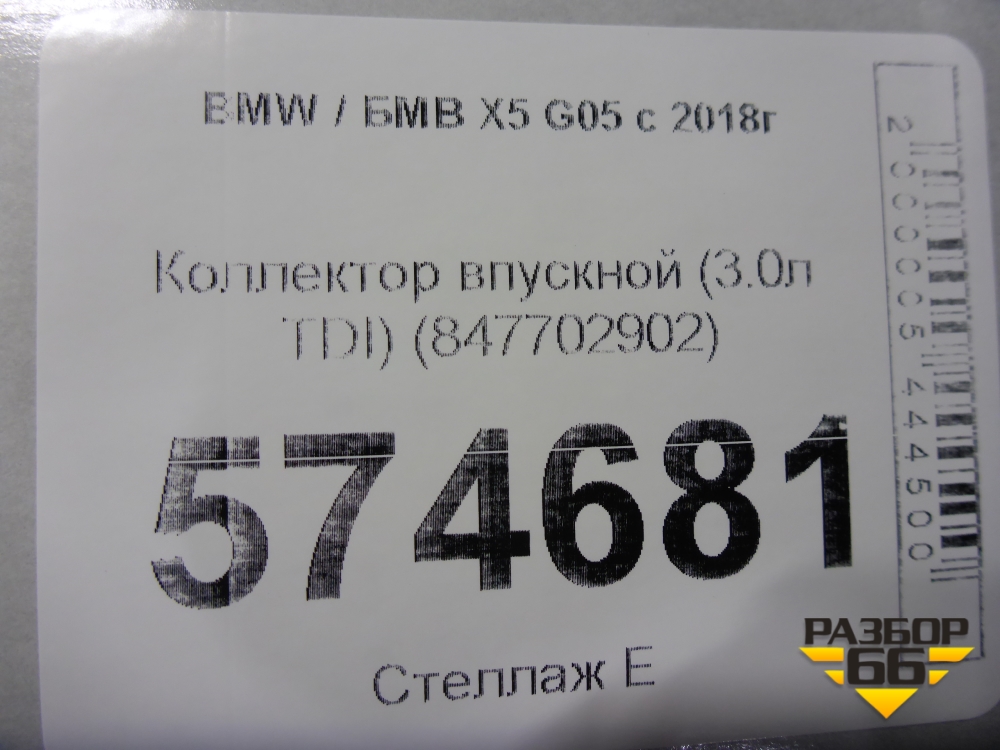 BMW / БМВ X5 G05 с 2018г
Коллектор впускной (3.0л
TDI) (847702902)
574681
Стеллаж Е
2000005444500
РАЗБОР
66